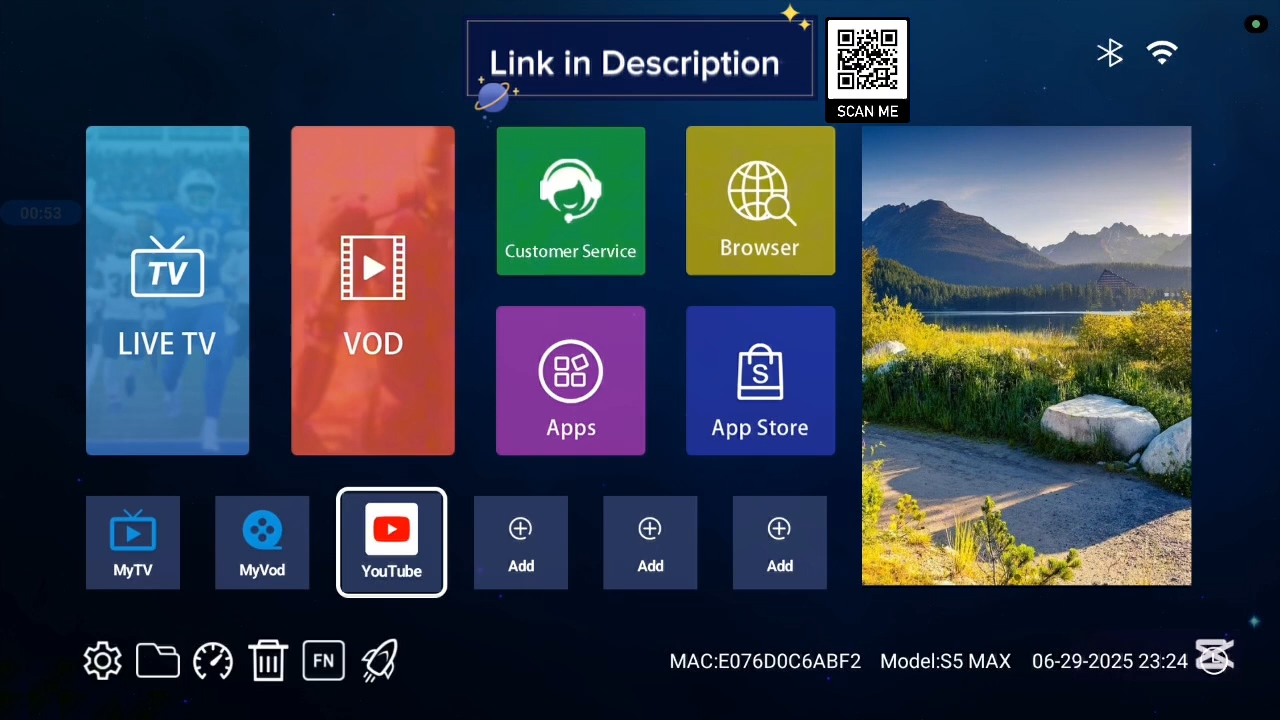 Link in Description
SCAN ME
00:53
TV
LIVE TV
VOD
Customer Service
Browser
Apps
S
App Store
MyTV
MyVod
YouTube
Add
Add
Add
FN
MAC:E076D0C6ABF2 Model:S5 MAX 06-29-2025 23:24